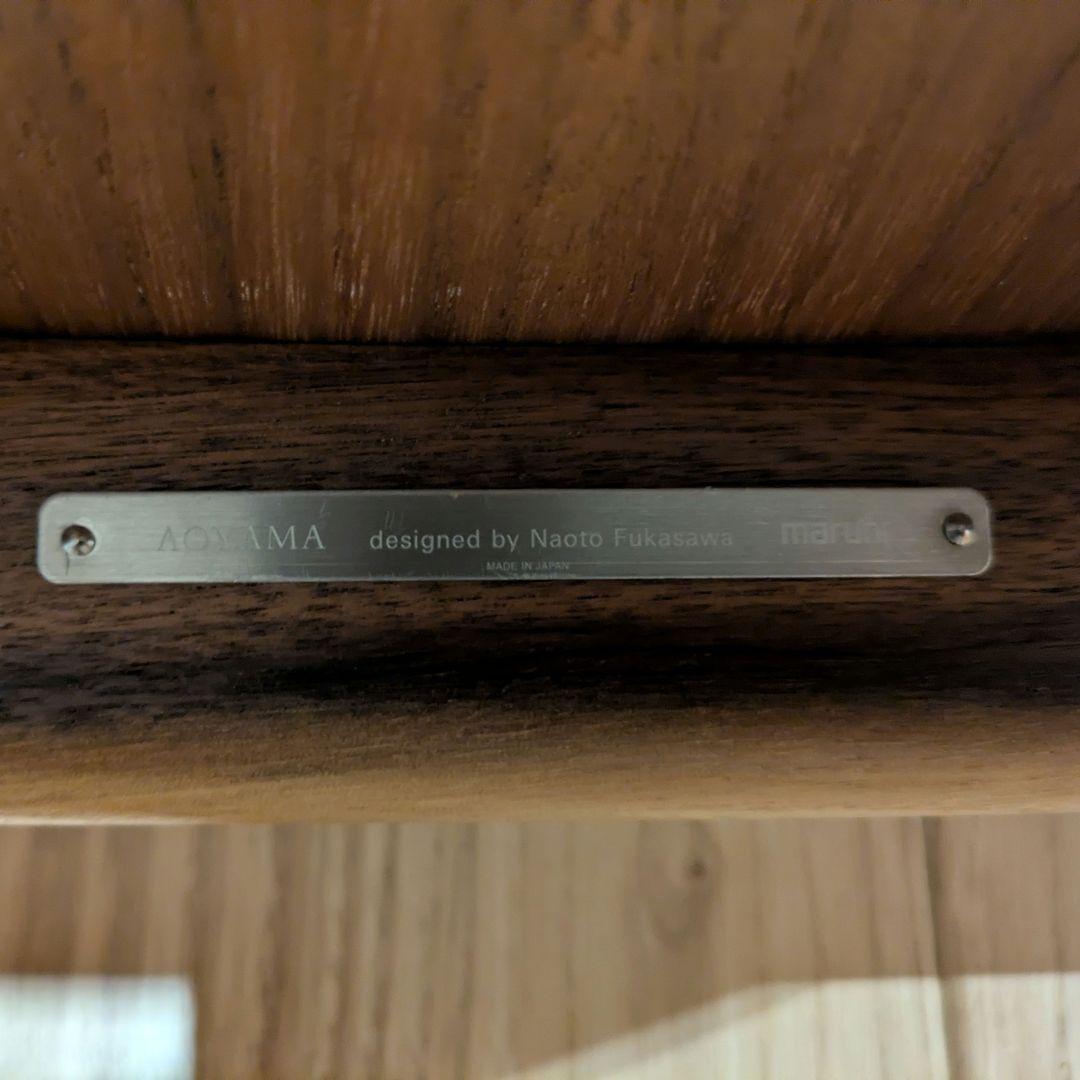 AOYAMA designed by Naoto Fukasawa maruni
MADE IN JAPAN